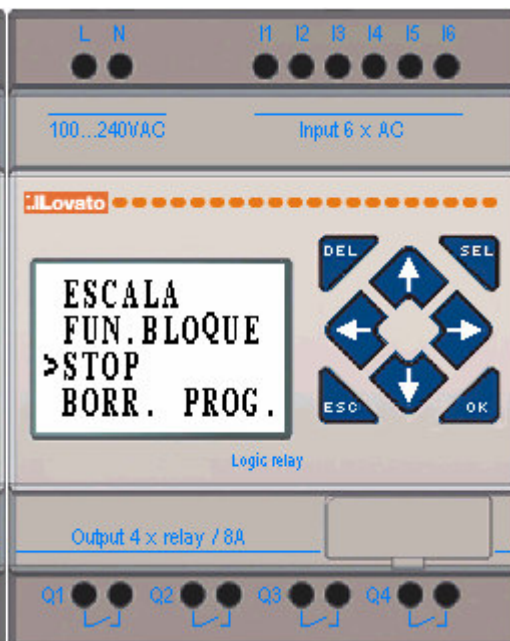 L N I1 I2 I3 I4 I5 I6
100...240VAC Input 6 x AC
Lovato
DEL SEL
ESCALA
FUN.BLOQUE
>STOP
BORR. PROG.
ESC OK
Logic relay
Output 4 x relay / 8A
Q1 Q2 Q3 Q4